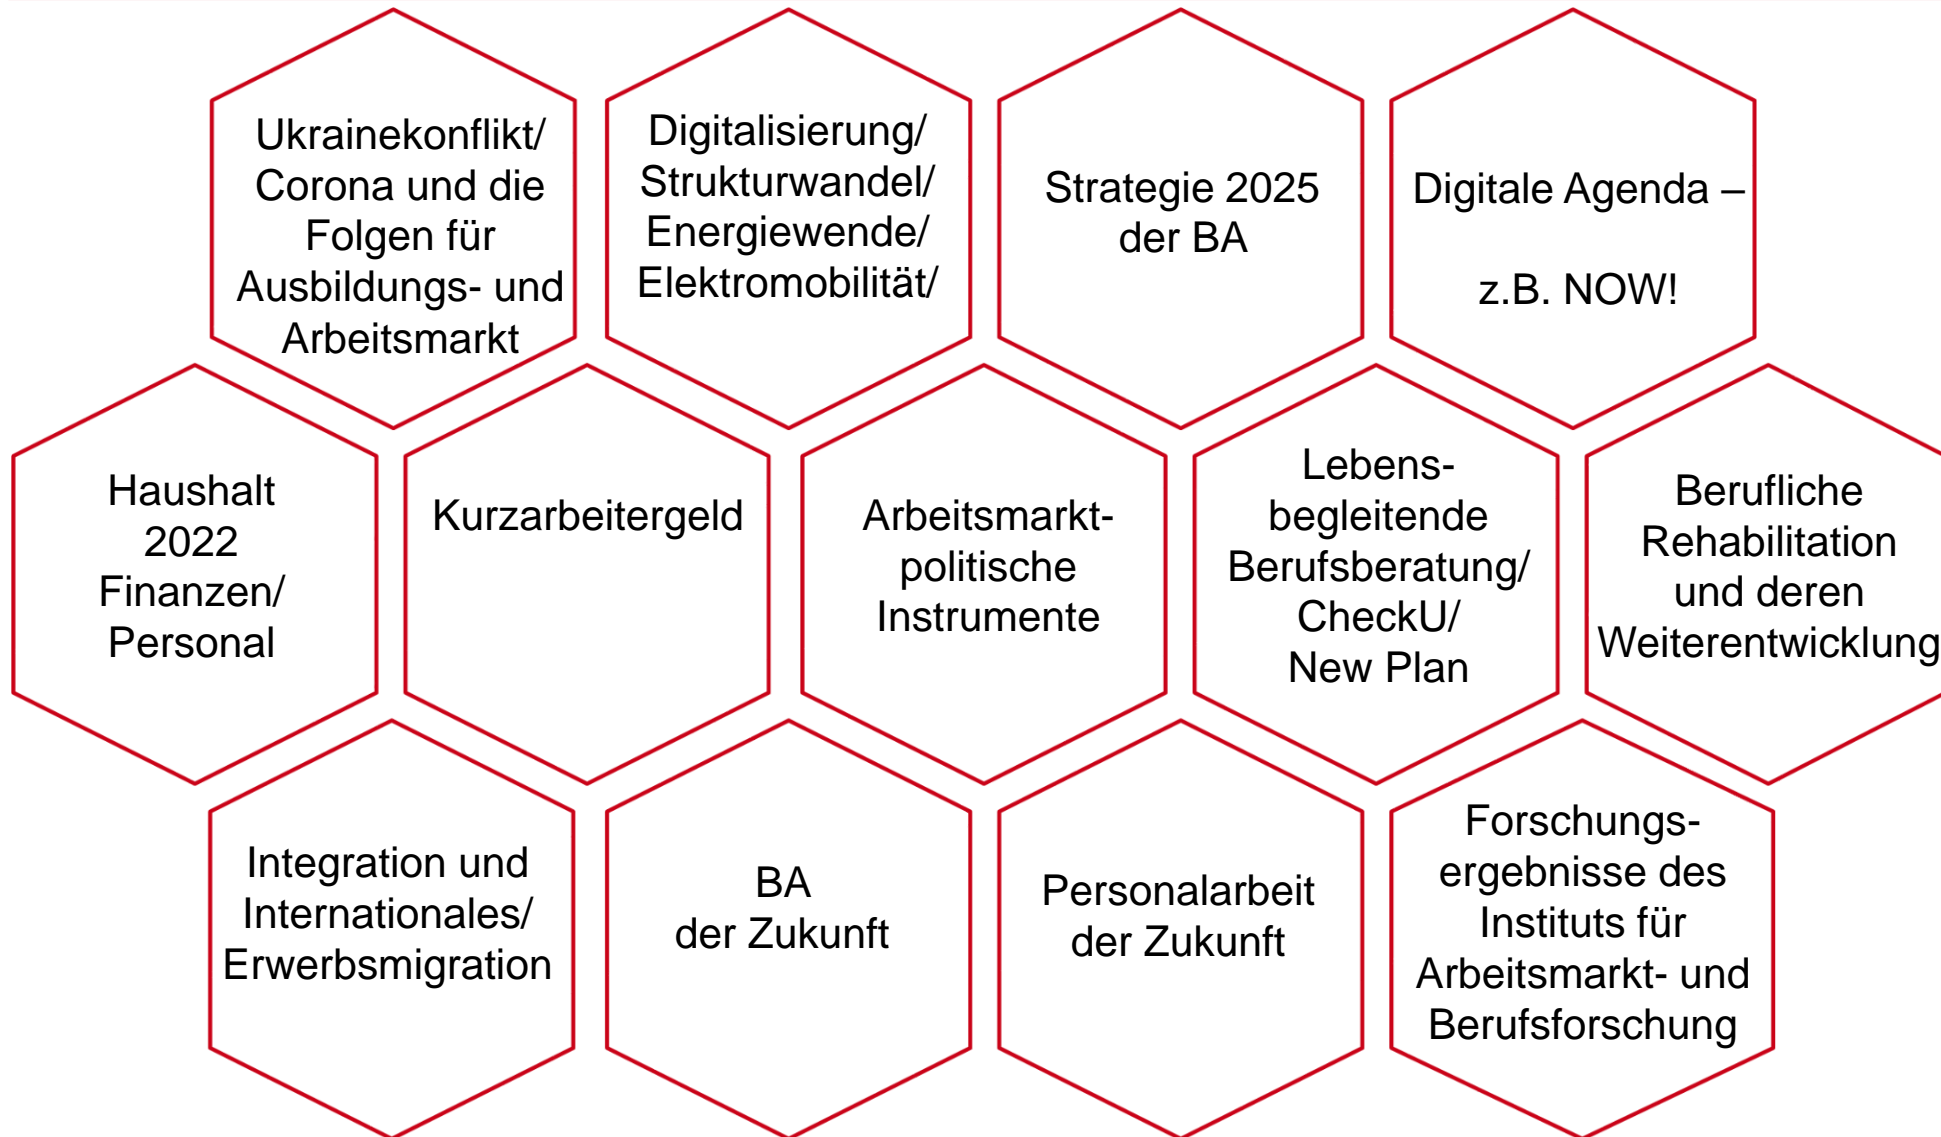 Ukrainekonflikt/
Corona und die
Folgen für
Ausbildungs- und
Arbeitsmarkt
Digitalisierung/
Strukturwandel/
Energiewende/
Elektromobilität/
Strategie 2025
der BA
Digitale Agenda –
z.B. NOW!
Haushalt
2022
Finanzen/
Personal
Kurzarbeitergeld
Arbeitsmarkt-
politische
Instrumente
Lebens-
begleitende
Berufsberatung/
CheckU/
New Plan
Berufliche
Rehabilitation
und deren
Weiterentwicklung
Integration und
Internationales/
Erwerbsmigration
BA
der Zukunft
Personalarbeit
der Zukunft
Forschungs-
ergebnisse des
Instituts für
Arbeitsmarkt- und
Berufsforschung